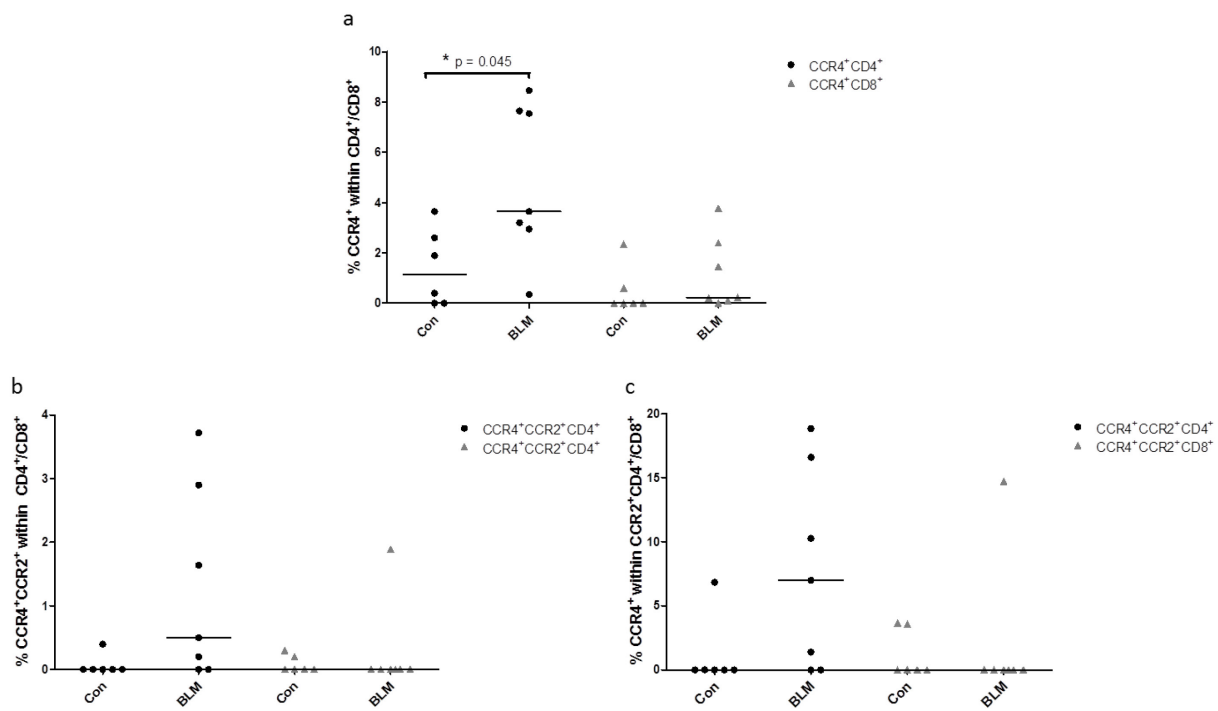 a
* p = 0.045
CCR4⁺CD4⁺
CCR4⁺CD8⁺
% CCR4⁺ within CD4⁺/CD8⁺
10
8
6
4
2
0
Con
BLM
Con
BLM
b
CCR4⁺CCR2⁺CD4⁺
CCR4⁺CCR2⁺CD4⁺
% CCR4⁺CCR2⁺ within CD4⁺/CD8⁺
4
3
2
1
0
Con
BLM
Con
BLM
c
CCR4⁺CCR2⁺CD4⁺
CCR4⁺CCR2⁺CD8⁺
% CCR4⁺ within CCR2⁺CD4⁺/CD8⁺
20
15
10
5
0
Con
BLM
Con
BLM